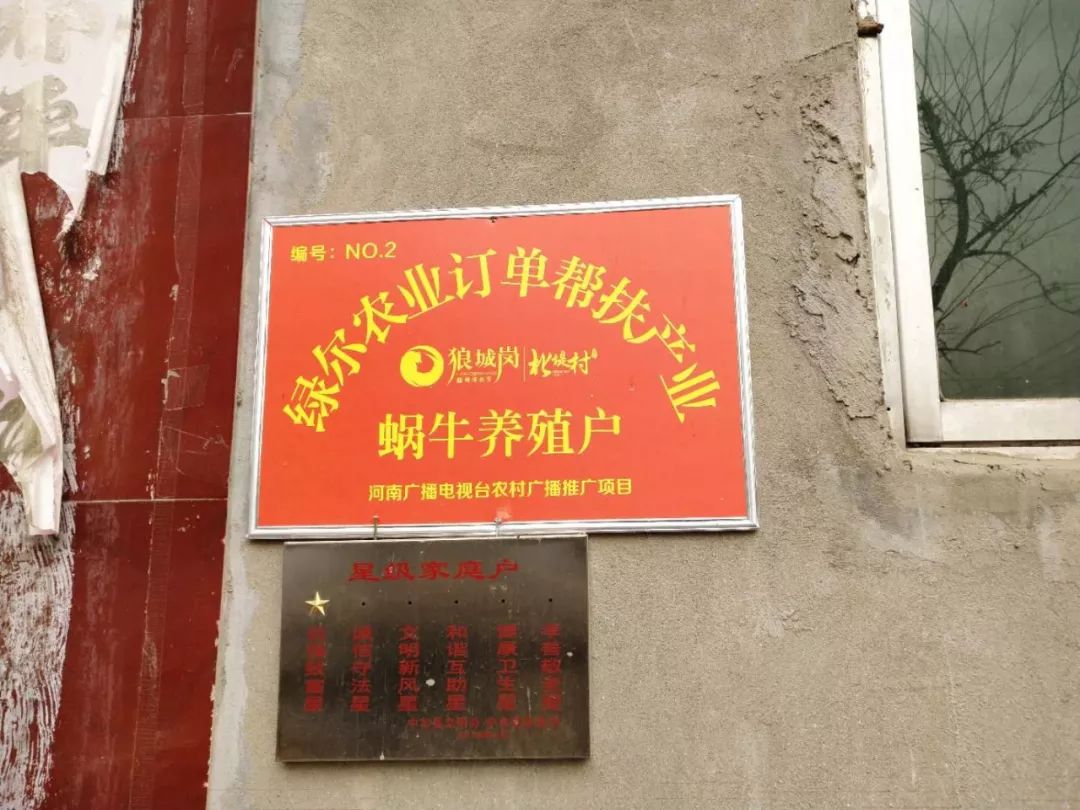 编号：NO.2
绿尔农业订单帮扶产业
狼城岗
北堤村
蜗牛养殖户
河南广播电视台农村广播推广项目
星级家庭户
诚信守法星
文明新风星
和谐互助星
健康卫生星